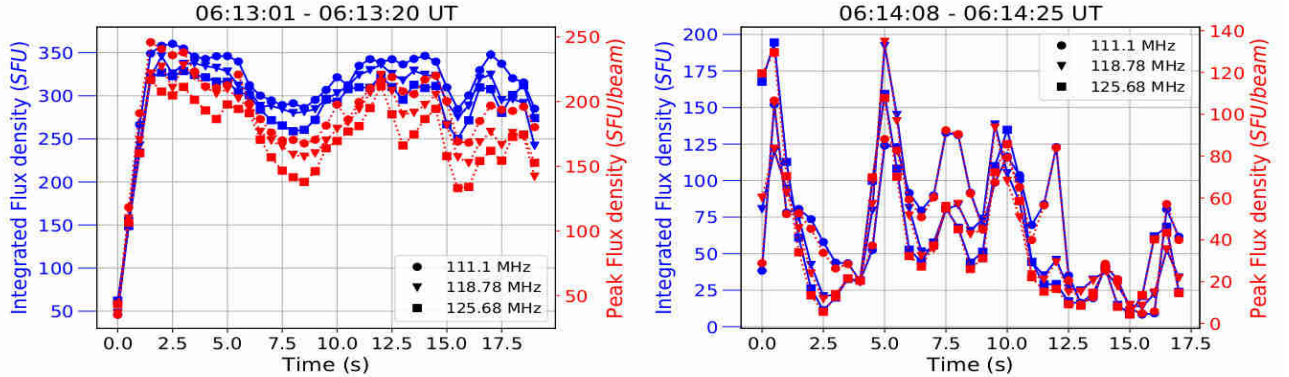 06:13:01 - 06:13:20 UT
Integrated Flux density (SFU)
350
300
250
200
150
100
50
250
200
150
100
50
Peak Flux density (SFU/beam)
111.1 MHz
118.78 MHz
125.68 MHz
0.0 2.5 5.0 7.5 10.0 12.5 15.0 17.5
Time (s)
06:14:08 - 06:14:25 UT
Integrated Flux density (SFU)
200
175
150
125
100
75
50
25
0
140
120
100
80
60
40
20
0
Peak Flux density (SFU/beam)
111.1 MHz
118.78 MHz
125.68 MHz
0.0 2.5 5.0 7.5 10.0 12.5 15.0 17.5
Time (s)